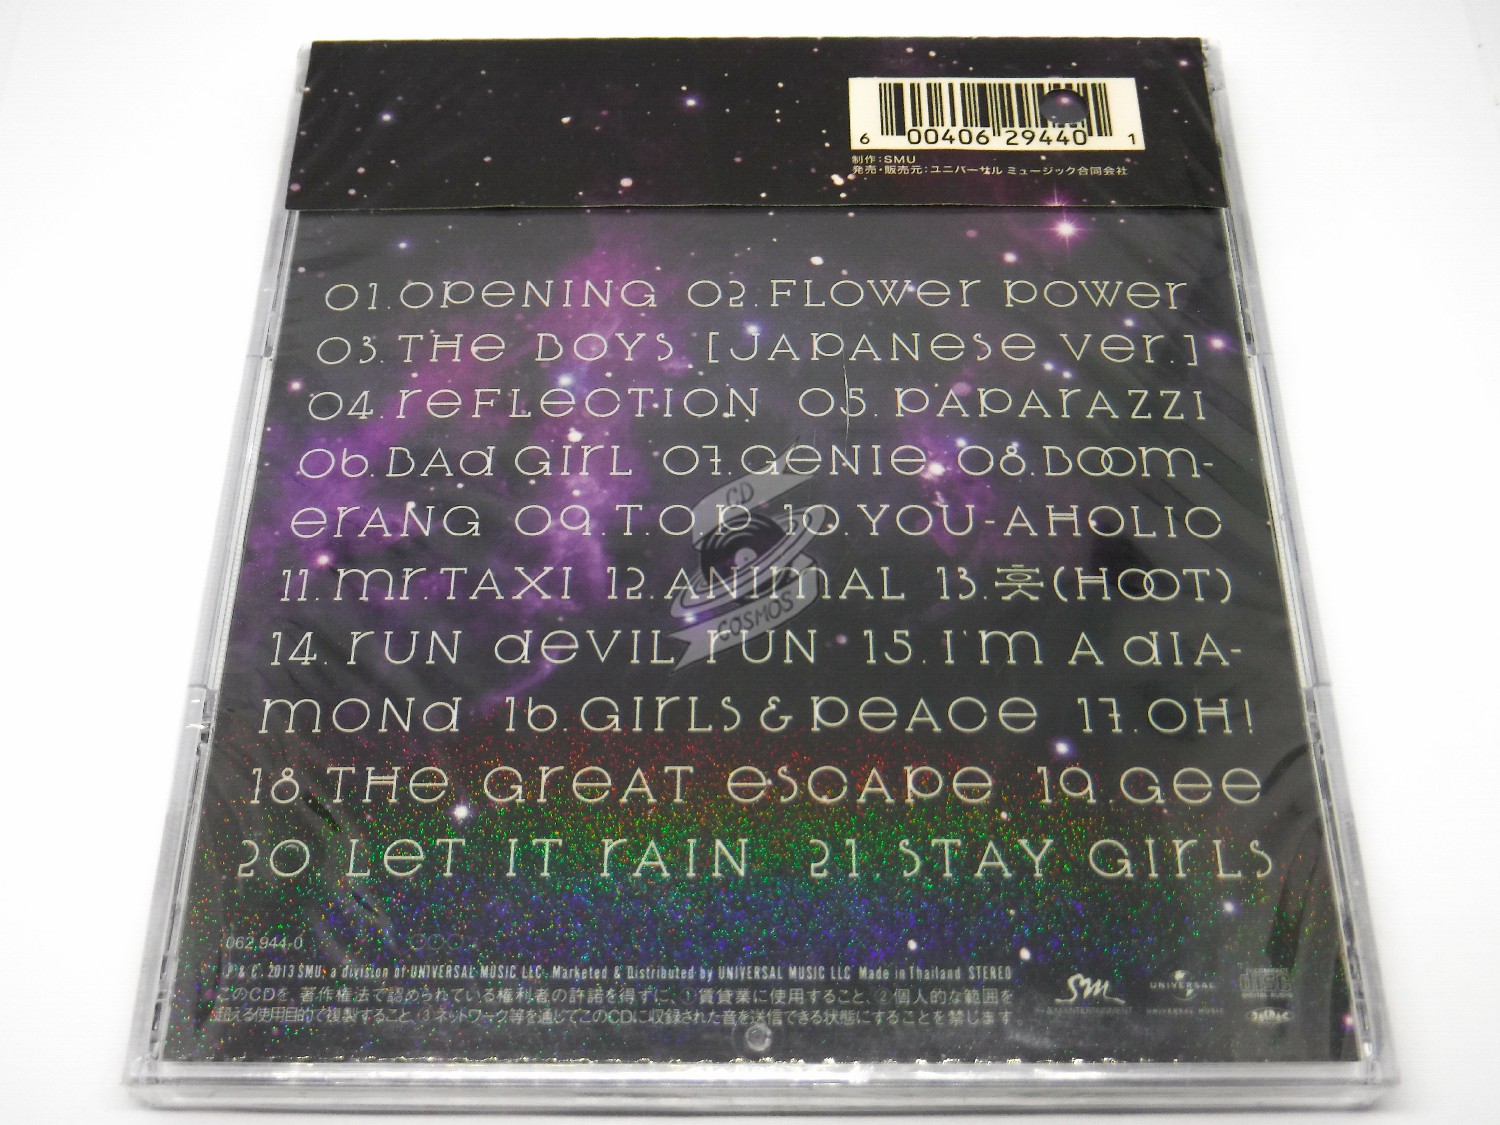 6 00406 29440 1
制作:SMU
発売・販売元:ユニバーサル ミュージック合同会社
01.OPENING 02.FLOWER POWER
03.THE BOYS [JAPANESE VER.]
04.REFLECTION 05.PAPARAZZI
06.BAD GIRL 07.GENIE 08.BOOM-
ERANG 09.T.O.P 10.YOU-AHOLIC
11.MR.TAXI 12.ANIMAL 13.훗(HOOT)
14.RUN DEVIL RUN 15.I'M A DIA-
MOND 16.GIRLS & PEACE 17.OH!
18 THE GREAT ESCAPE 19.GEE
20 LET IT RAIN 21.STAY GIRLS
CD
COSMOS
062 944-0
P & C 2013 SMU, a division of UNIVERSAL MUSIC LLC. Marketed & Distributed by UNIVERSAL MUSIC LLC Made in Thailand STEREO
このCDを、著作権法で認められている権利者の許諾を得ずに、①賃貸業に使用すること、②個人的な範囲を
超える使用目的で複製すること、③ネットワーク等を通じてこのCDに収録された音を送信できる状態にすることを禁じます
SM
UNIVERSAL
UNIVERSAL MUSIC
DIGITAL AUDIO